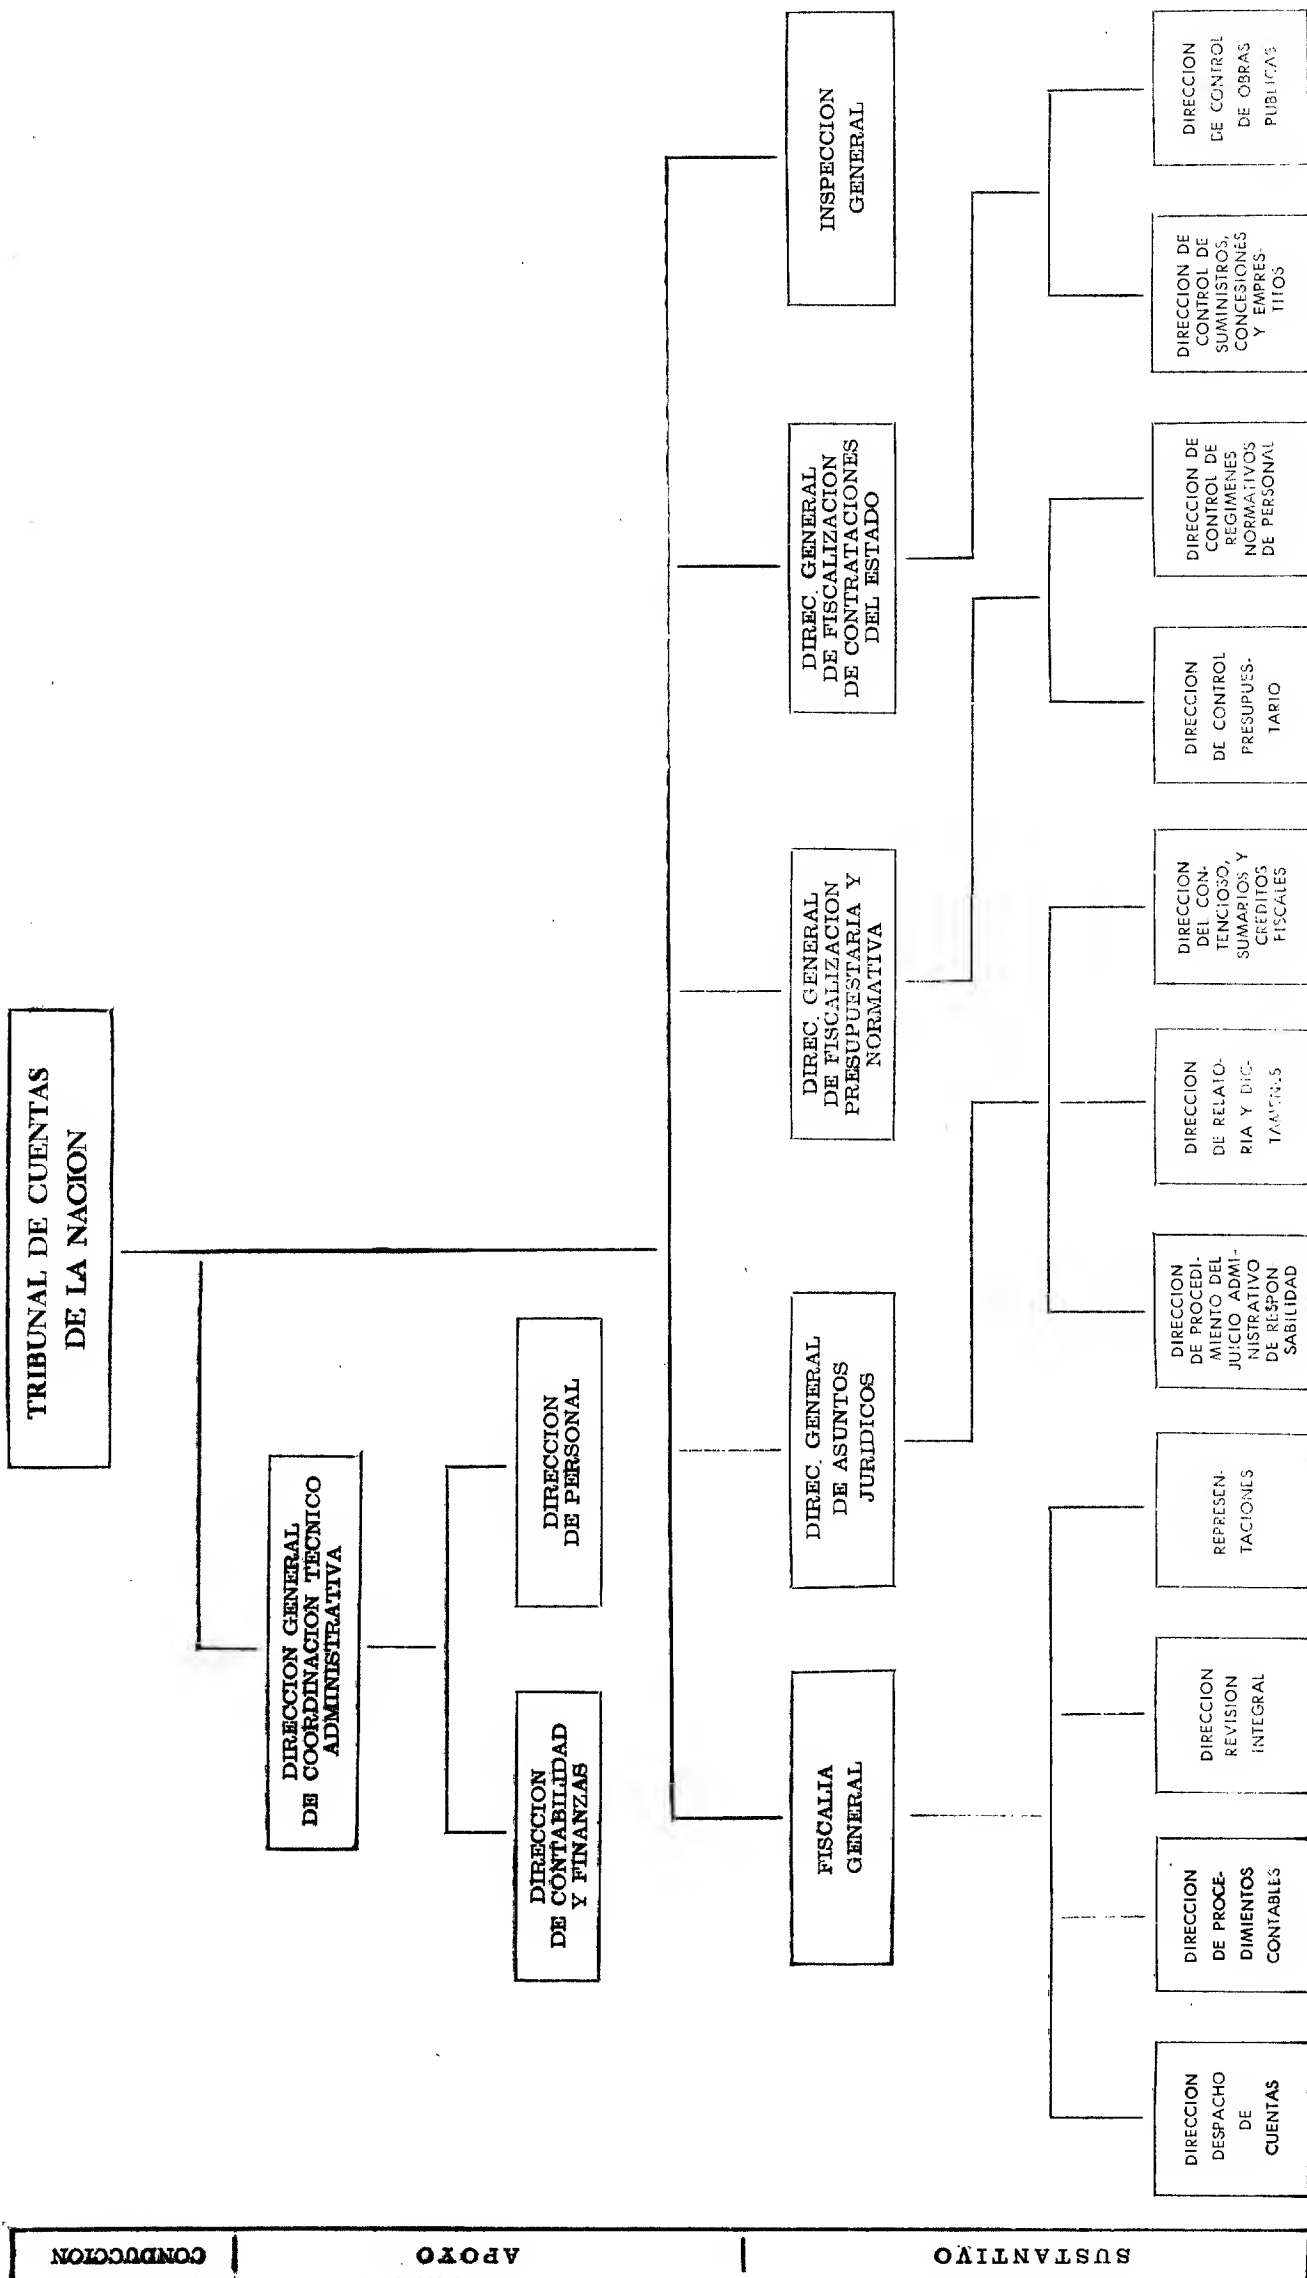 TRIBUNAL DE CUENTAS
DE LA NACION
DIRECCION GENERAL
DE COORDINACION TECNICO
ADMINISTRATIVA
DIRECCION
DE CONTABILIDAD
Y FINANZAS
DIRECCION
DE PERSONAL
FISCALIA
GENERAL
DIREC. GENERAL
DE ASUNTOS
JURIDICOS
DIREC. GENERAL
DE FISCALIZACION
PRESUPUESTARIA Y
NORMATIVA
DIREC. GENERAL
DE FISCALIZACION
DE CONTRATACIONES
DEL ESTADO
INSPECCION
GENERAL
DIRECCION
DESPACHO
DE
CUENTAS
DIRECCION
DE PROCE-
DIMIENTOS
CONTABLES
DIRECCION
REVISION
INTEGRAL
REPRESEN-
TACIONES
DIRECCION
DE PROCEDI-
MIENTO DEL
JUICIO ADMI-
NISTRATIVO
DE RESPON-
SABILIDAD
DIRECCION
DE RELATO-
RIA Y DIC-
TAMENES
DIRECCION
DEL CON-
TENCIOSO,
SUMARIOS Y
CREDITOS
FISCALES
DIRECCION
DE CONTROL
PRESUPUES-
TARIO
DIRECCION DE
CONTROL DE
REGIMENES
NORMATIVOS
DE PERSONAL
DIRECCION DE
CONTROL DE
SUMINISTROS,
CONCESIONES
Y EMPRES-
TITOS
DIRECCION
DE CONTROL
DE OBRAS
PUBLICAS
CONDUCCION
APOYO
SUSTANTIVO